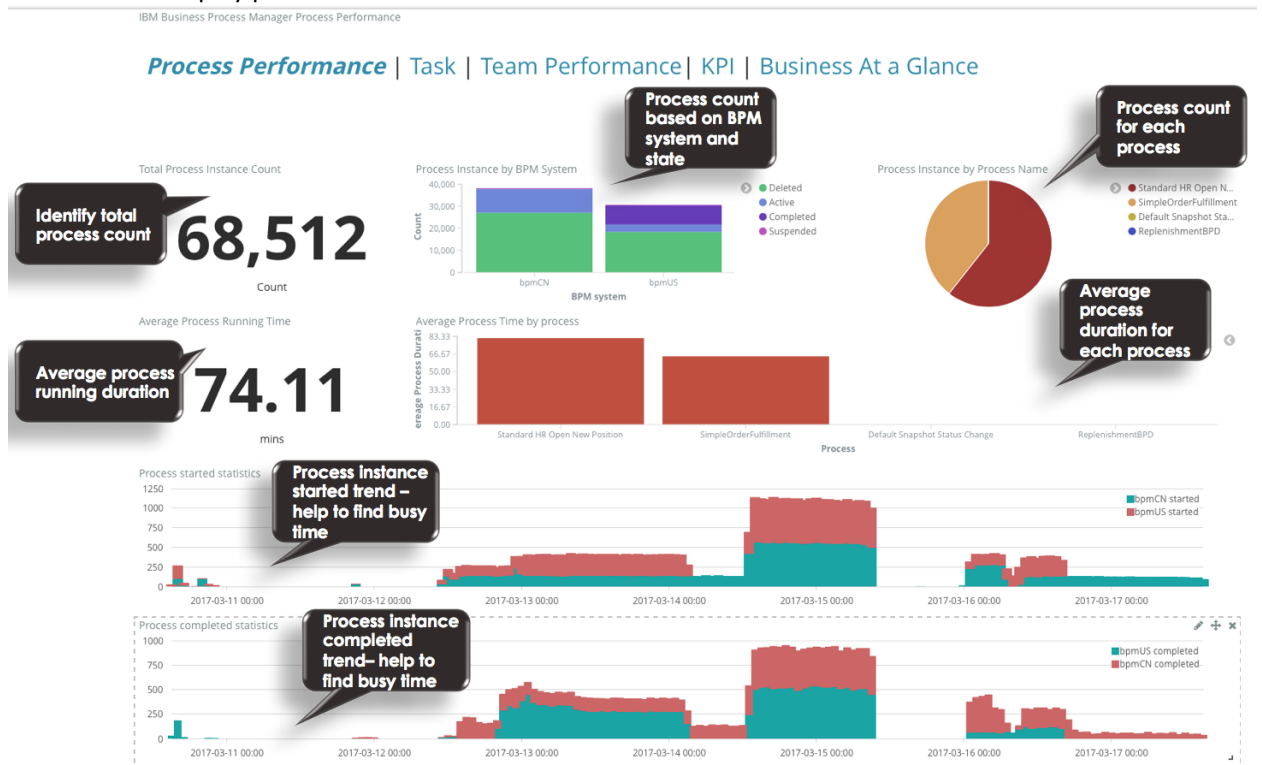 IBM Business Process Manager Process Performance
Process Performance | Task | Team Performance| KPI | Business At a Glance
Process count
based on BPM
system and
state
Process count
for each
process
Total Process Instance Count
Identify total
process count
68,512
Count
Process Instance by BPM System
40,000
30,000
20,000
10,000
0
Count
bpmCN
bpmUS
BPM system
Deleted
Active
Completed
Suspended
Process Instance by Process Name
Standard HR Open N...
SimpleOrderFulfillment
Default Snapshot Sta...
ReplenishmentBPD
Average
process
duration for
each process
Average Process Running Time
Average process
running duration
74.11
mins
Average Process Time by process
ereage Process Durati
83.33
66.67
50.00
33.33
16.67
0.00
Standard HR Open New Position
SimpleOrderFulfillment
Default Snapshot Status Change
ReplenishmentBPD
Process
Process started statistics
Process instance
started trend –
help to find busy
time
1250
1000
750
500
250
0
bpmCN started
bpmUS started
2017-03-11 00:00
2017-03-12 00:00
2017-03-13 00:00
2017-03-14 00:00
2017-03-15 00:00
2017-03-16 00:00
2017-03-17 00:00
Process completed statistics
Process instance
completed
trend– help to
find busy time
1000
750
500
250
0
bpmUS completed
bpmCN completed
2017-03-11 00:00
2017-03-12 00:00
2017-03-13 00:00
2017-03-14 00:00
2017-03-15 00:00
2017-03-16 00:00
2017-03-17 00:00